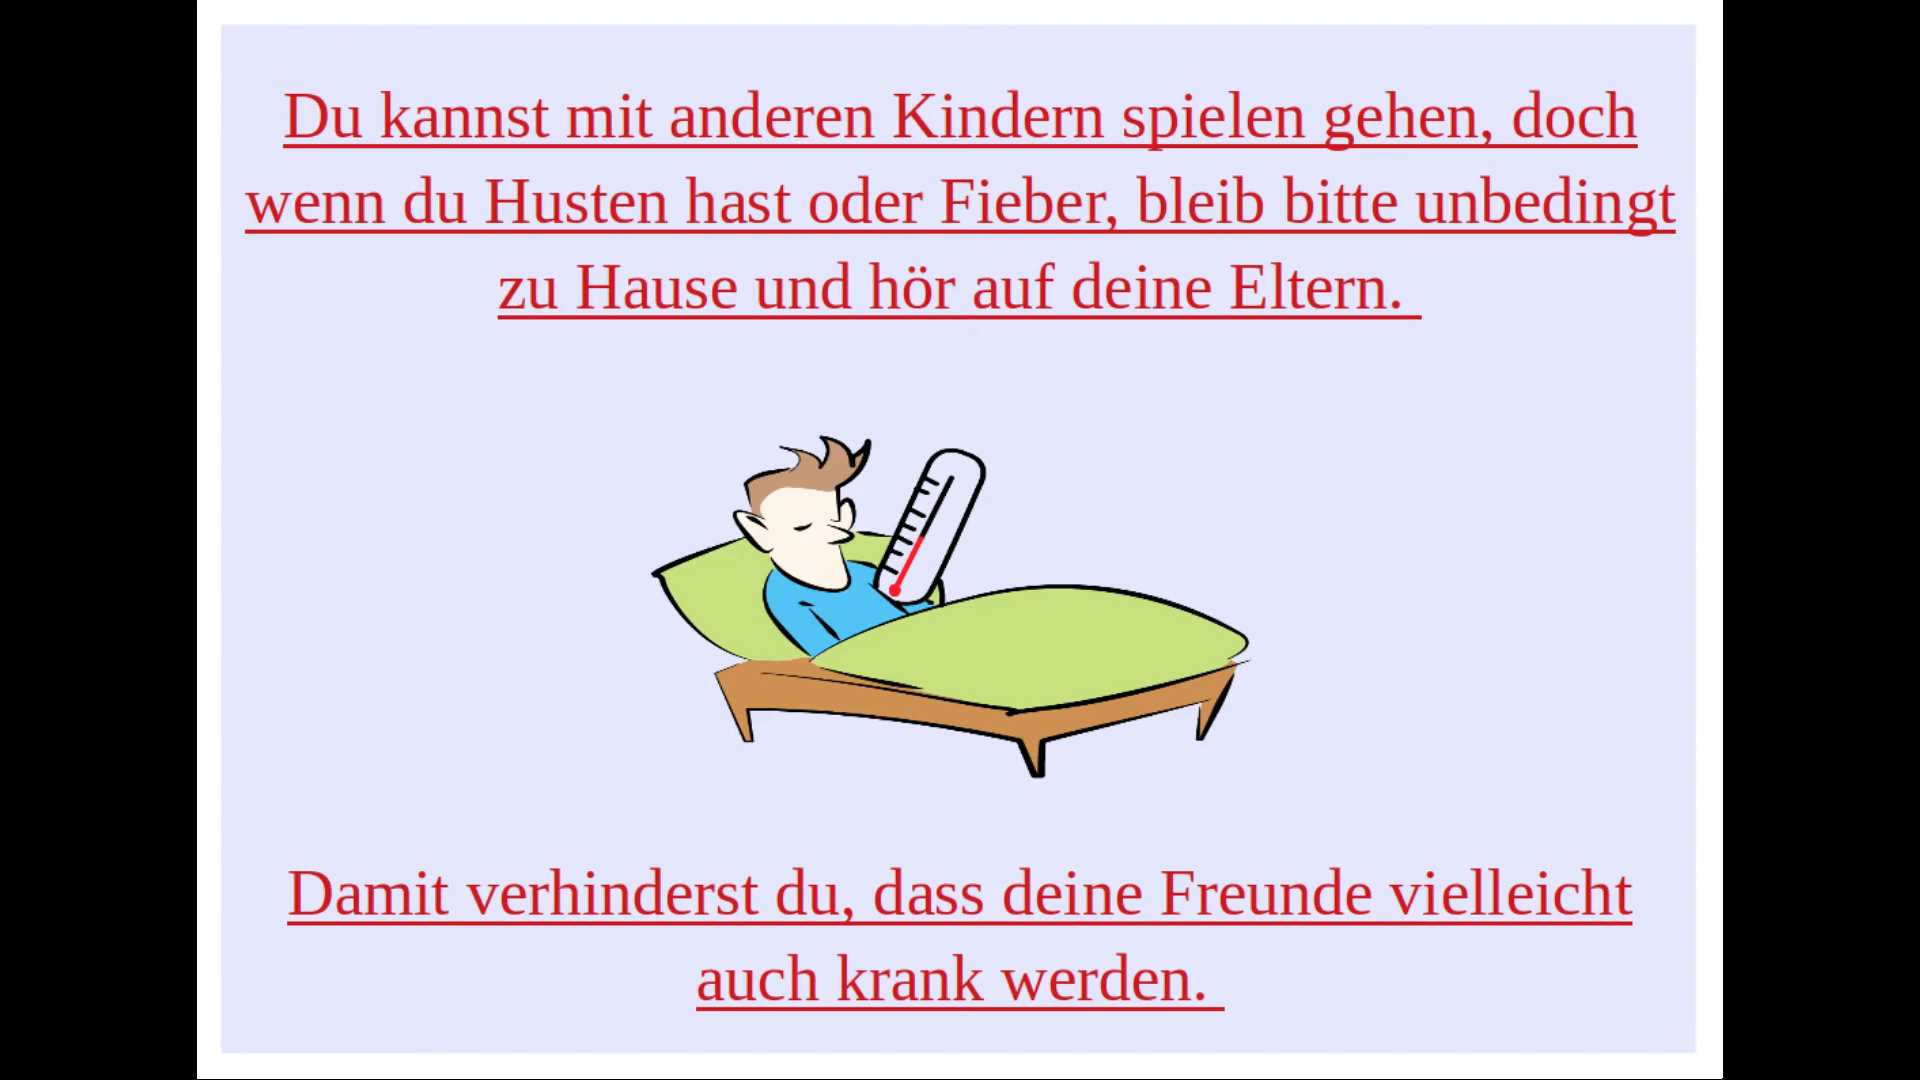 Du kannst mit anderen Kindern spielen gehen, doch
wenn du Husten hast oder Fieber, bleib bitte unbedingt
zu Hause und hör auf deine Eltern.
Damit verhinderst du, dass deine Freunde vielleicht
auch krank werden.